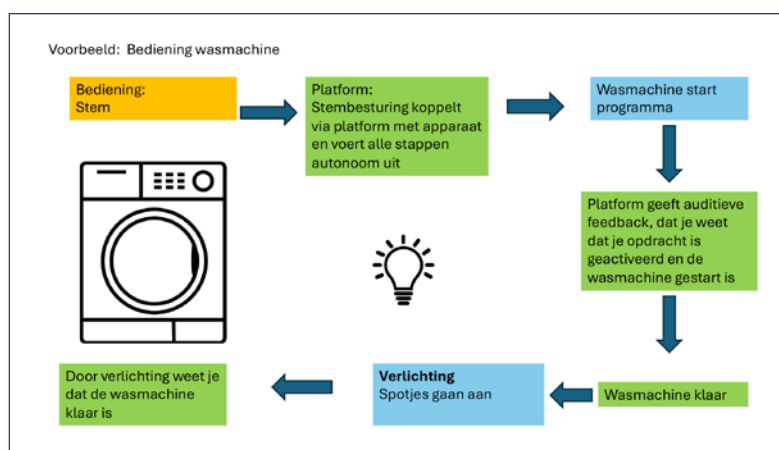 Voorbeeld: Bediening wasmachine
Bediening:
Stem
Platform:
Stembesturing koppelt
via platform met apparaat
en voert alle stappen
autonoom uit
Wasmachine start
programma
Platform geeft auditieve
feedback, dat je weet
dat je opdracht is
geactiveerd en de
wasmachine gestart is
Wasmachine klaar
Verlichting
Spotjes gaan aan
Door verlichting weet je
dat de wasmachine
klaar is